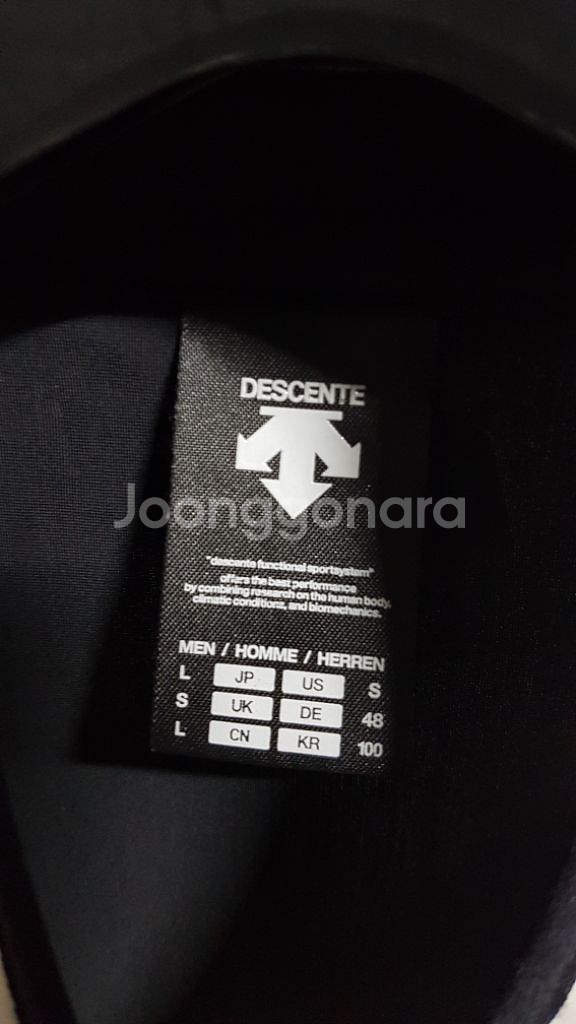 DESCENTE
Joonggonara
"descente functional sportsystem"
offers the best performance
by combining research on the human body,
climatic conditions, and biomechanics.
MEN / HOMME / HERREN
L JP US S
S UK DE 48
L CN KR 100